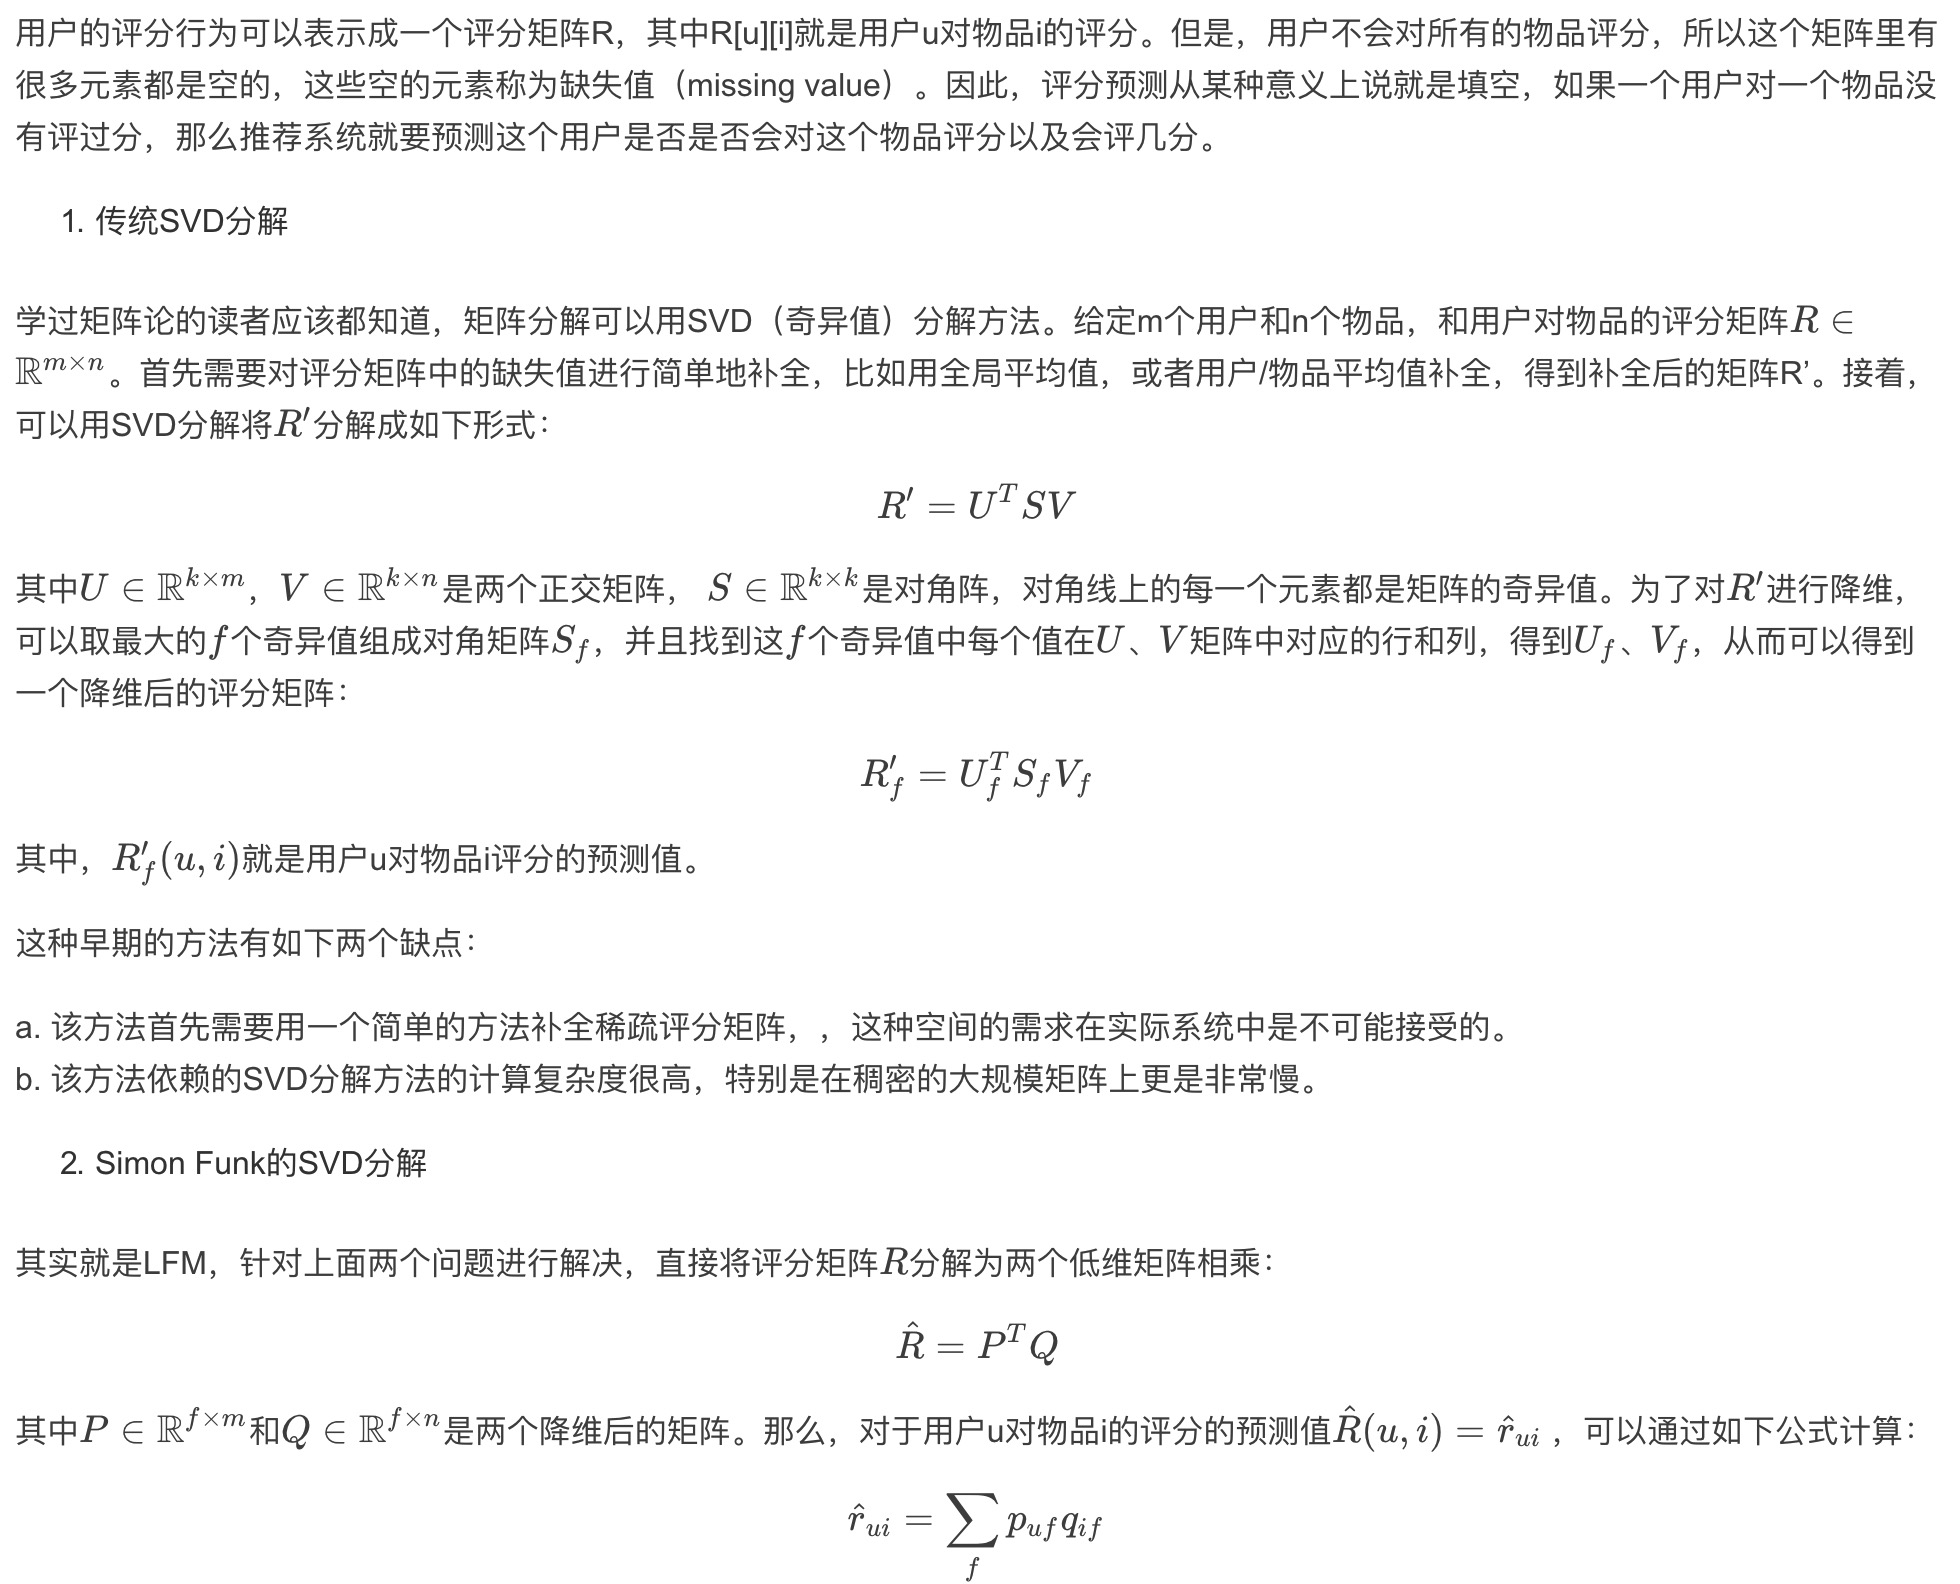 用户的评分行为可以表示成一个评分矩阵R，其中R[u][i]就是用户u对物品i的评分。但是，用户不会对所有的物品评分，所以这个矩阵里有
很多元素都是空的，这些空的元素称为缺失值（missing value）。因此，评分预测从某种意义上说就是填空，如果一个用户对一个物品没
有评过分，那么推荐系统就要预测这个用户是否是否会对这个物品评分以及会评几分。
1. 传统SVD分解
学过矩阵论的读者应该都知道，矩阵分解可以用SVD（奇异值）分解方法。给定m个用户和n个物品，和用户对物品的评分矩阵$R \in$
$\mathbb{R}^{m \times n}$。首先需要对评分矩阵中的缺失值进行简单地补全，比如用全局平均值，或者用户/物品平均值补全，得到补全后的矩阵R’。接着，
可以用SVD分解将$R'$分解成如下形式：
$R' = U^T S V$
其中$U \in \mathbb{R}^{k \times m}$，$V \in \mathbb{R}^{k \times n}$是两个正交矩阵， $S \in \mathbb{R}^{k \times k}$是对角阵，对角线上的每一个元素都是矩阵的奇异值。为了对$R'$进行降维，
可以取最大的$f$个奇异值组成对角矩阵$S_f$，并且找到这$f$个奇异值中每个值在$U$、$V$矩阵中对应的行和列，得到$U_f$、$V_f$，从而可以得到
一个降维后的评分矩阵：
$R'_f = U_f^T S_f V_f$
其中，$R'_f(u, i)$就是用户u对物品i评分的预测值。
这种早期的方法有如下两个缺点：
a. 该方法首先需要用一个简单的方法补全稀疏评分矩阵，，这种空间的需求在实际系统中是不可能接受的。
b. 该方法依赖的SVD分解方法的计算复杂度很高，特别是在稠密的大规模矩阵上更是非常慢。
2. Simon Funk的SVD分解
其实就是LFM，针对上面两个问题进行解决，直接将评分矩阵$R$分解为两个低维矩阵相乘：
$\hat{R} = P^T Q$
其中$P \in \mathbb{R}^{f \times m}$和$Q \in \mathbb{R}^{f \times n}$是两个降维后的矩阵。那么，对于用户u对物品i的评分的预测值$\hat{R}(u, i) = \hat{r}_{ui}$ ，可以通过如下公式计算：
$\hat{r}_{ui} = \sum_f p_{uf} q_{if}$